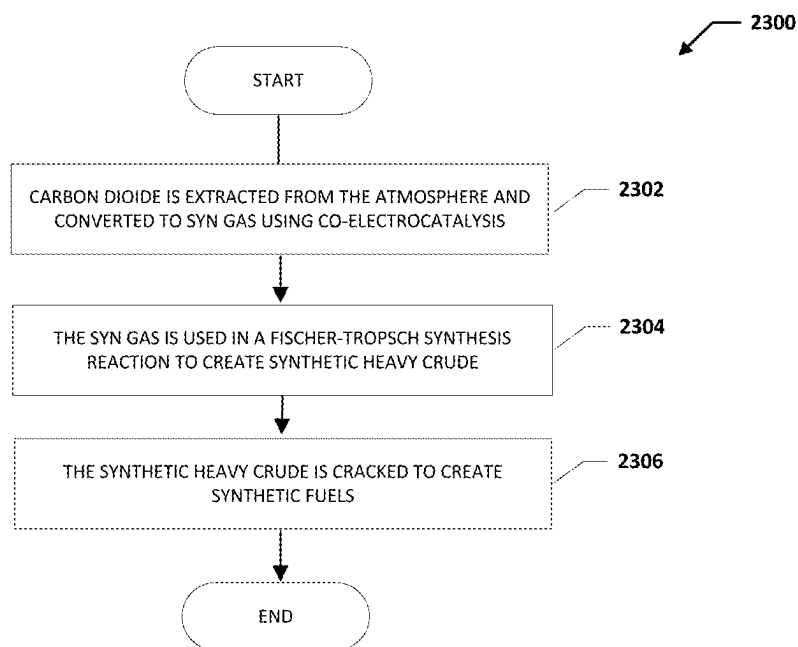 2300
START
CARBON DIOIDE IS EXTRACTED FROM THE ATMOSPHERE AND
CONVERTED TO SYN GAS USING CO-ELECTROCATALYSIS
2302
THE SYN GAS IS USED IN A FISCHER-TROPSCH SYNTHESIS
REACTION TO CREATE SYNTHETIC HEAVY CRUDE
2304
THE SYNTHETIC HEAVY CRUDE IS CRACKED TO CREATE
SYNTHETIC FUELS
2306
END